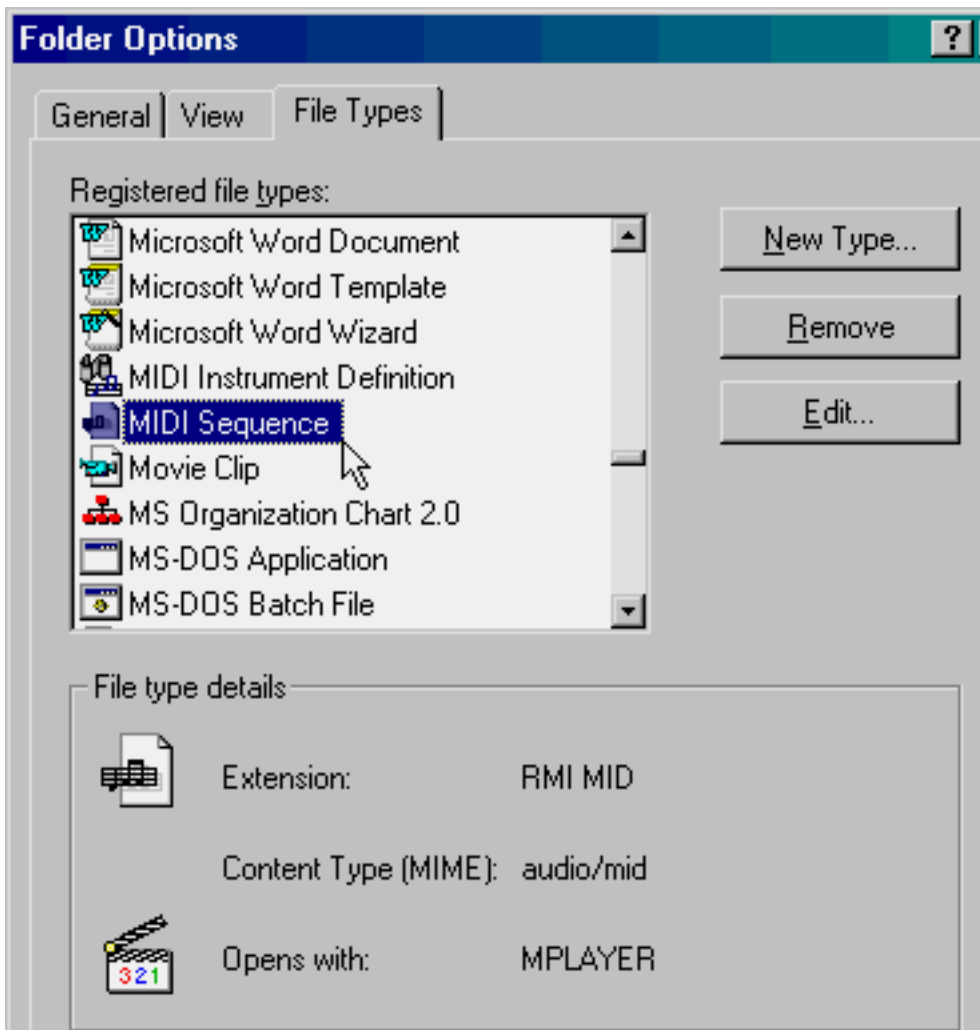 Folder Options ?
General View File Types
Registered file types:
Microsoft Word Document
Microsoft Word Template
Microsoft Word Wizard
MIDI Instrument Definition
MIDI Sequence
Movie Clip
MS Organization Chart 2.0
MS-DOS Application
MS-DOS Batch File
New Type...
Remove
Edit...
File type details
Extension: RMI MID
Content Type (MIME): audio/mid
321
Opens with: MPLAYER